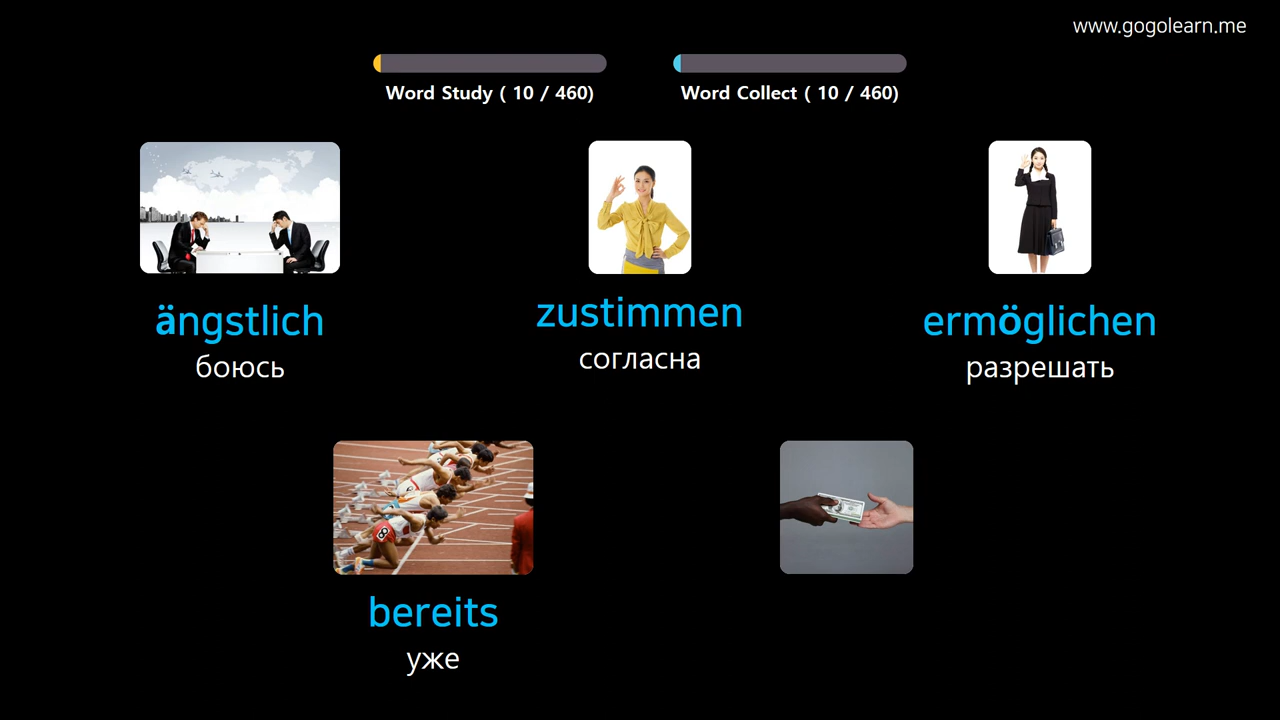 www.gogolearn.me
Word Study ( 10 / 460)
Word Collect ( 10 / 460)
ängstlich
боюсь
zustimmen
согласна
ermöglichen
разрешать
bereits
уже